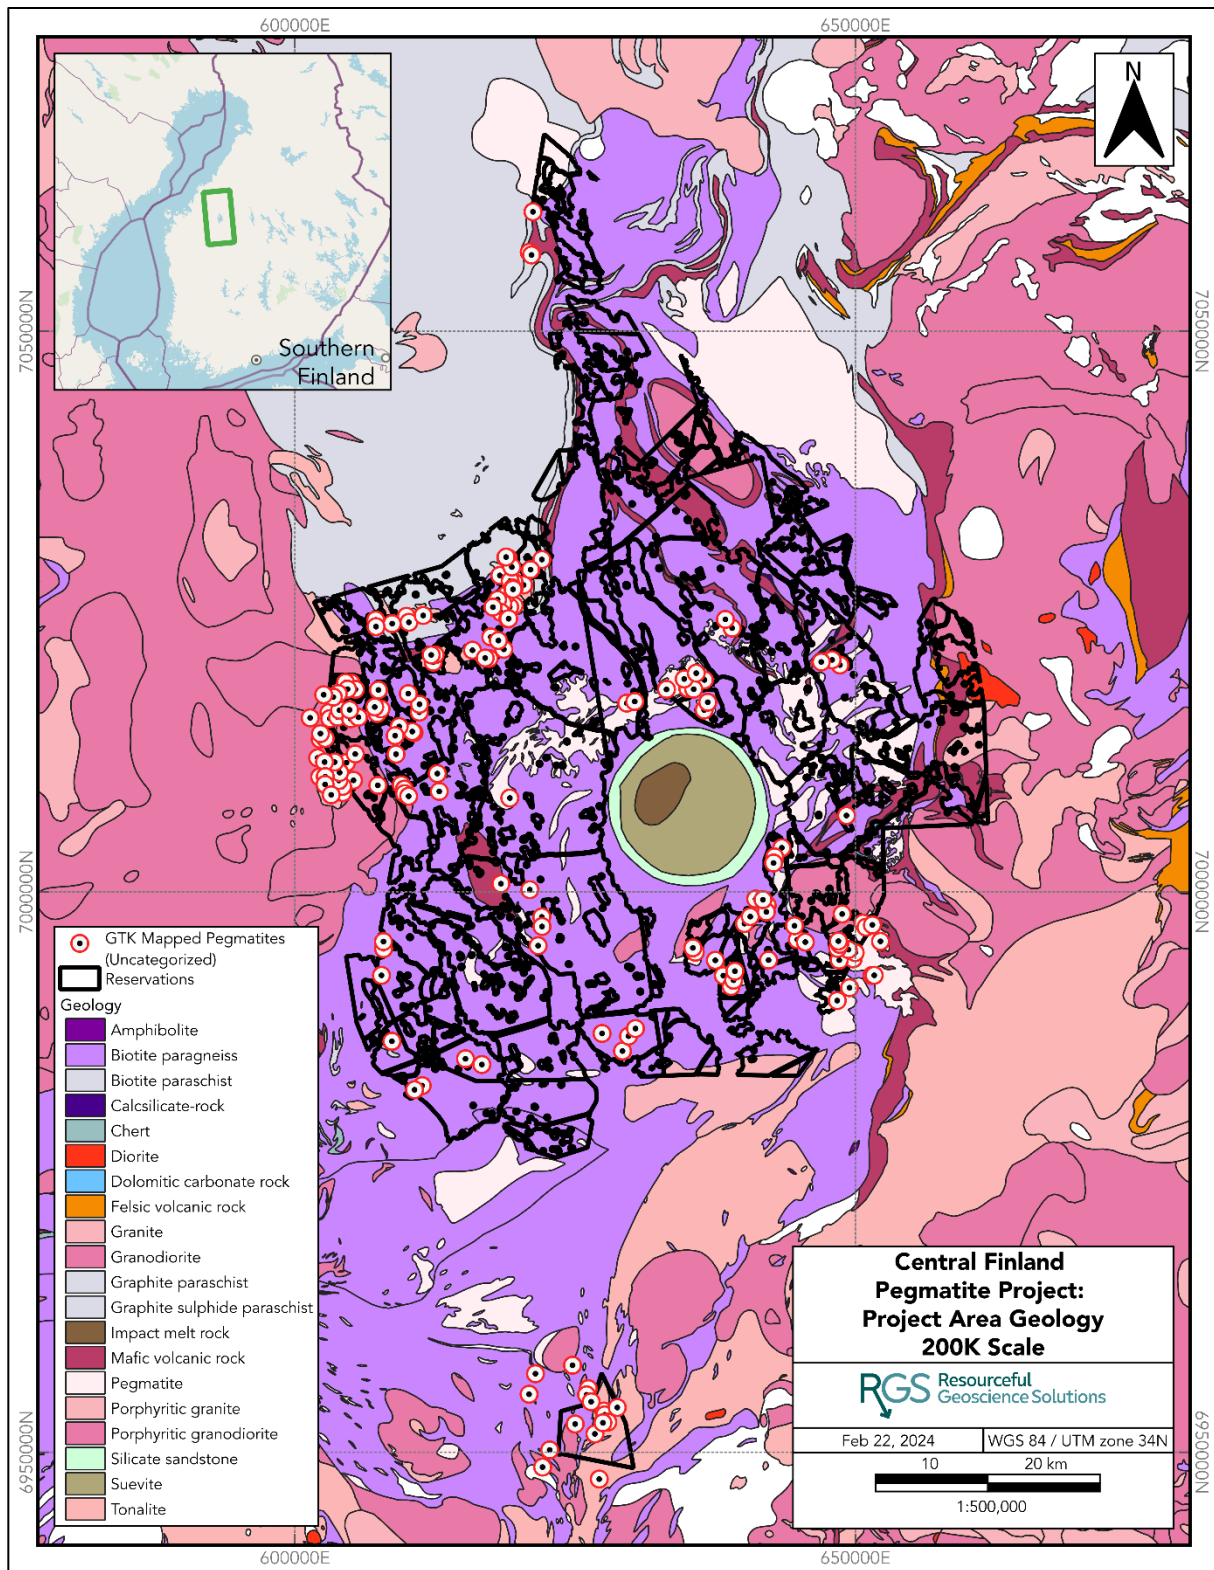 600000E
650000E
N
Southern
Finland
7050000N
7050000N
7000000N
7000000N
GTK Mapped Pegmatites
(Uncategorized)
Reservations
Geology
Amphibolite
Biotite paragneiss
Biotite paraschist
Calcsilicate-rock
Chert
Diorite
Dolomitic carbonate rock
Felsic volcanic rock
Granite
Granodiorite
Graphite paraschist
Graphite sulphide paraschist
Impact melt rock
Mafic volcanic rock
Pegmatite
Porphyritic granite
Porphyritic granodiorite
Silicate sandstone
Suevite
Tonalite
Central Finland
Pegmatite Project:
Project Area Geology
200K Scale
RGS Resourceful
Geoscience Solutions
Feb 22, 2024
WGS 84 / UTM zone 34N
10 20 km
1:500,000
6950000N
6950000N
600000E
650000E